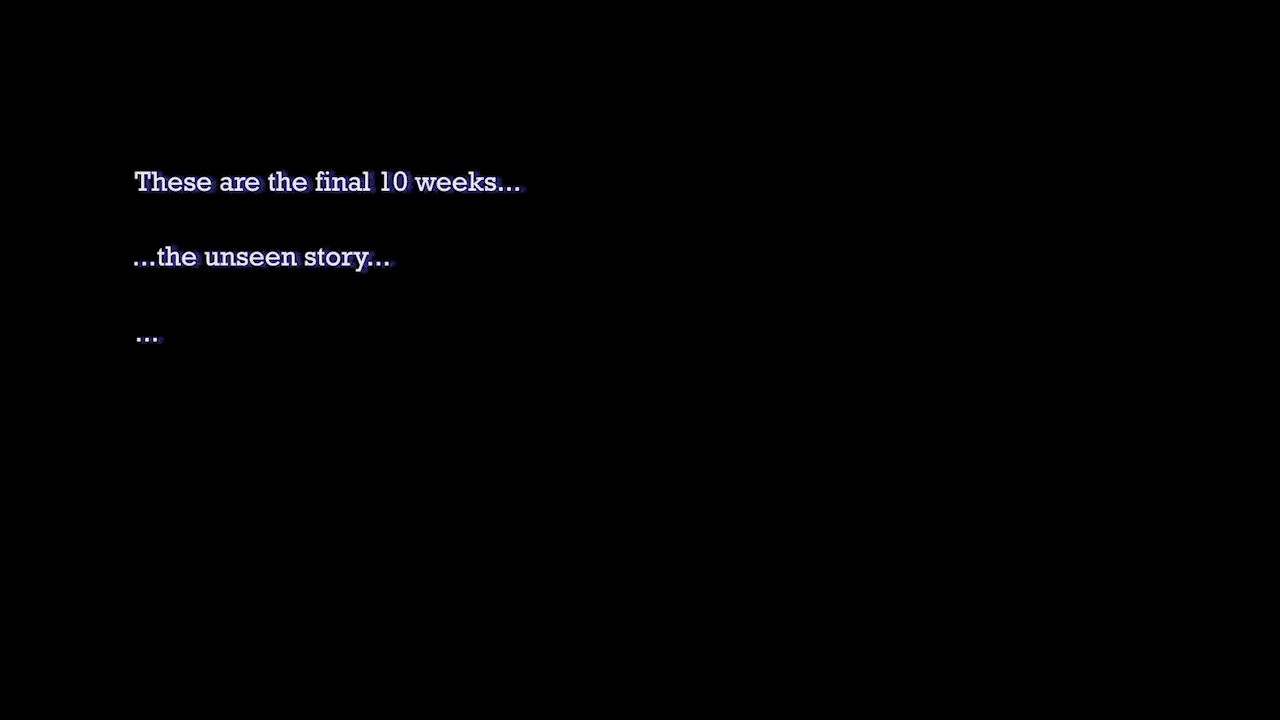 These are the final 10 weeks...
...the unseen story...
...